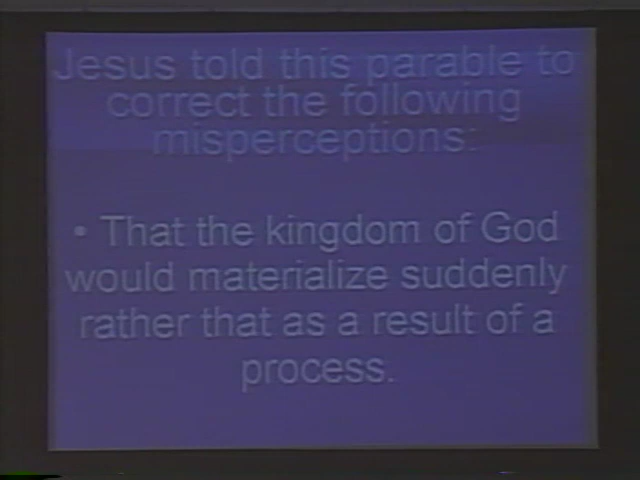 Jesus told this parable to
correct the following
misperceptions:
• That the kingdom of God
would materialize suddenly
rather that as a result of a
process.